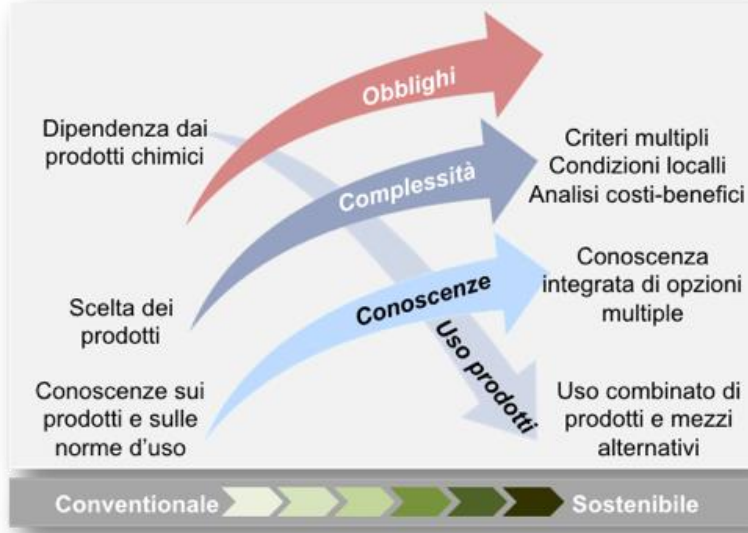 Obblighi
Dipendenza dai
prodotti chimici
Criteri multipli
Condizioni localli
Analisi costi-benefici
Complessità
Conoscenza
integrata di opzioni
multiple
Conoscenze
Scelta dei
prodotti
Uso prodotti
Conoscenze sui
prodotti e sulle
norme d'uso
Uso combinato di
prodotti e mezzi
alternativi
Conventionale
Sostenibile